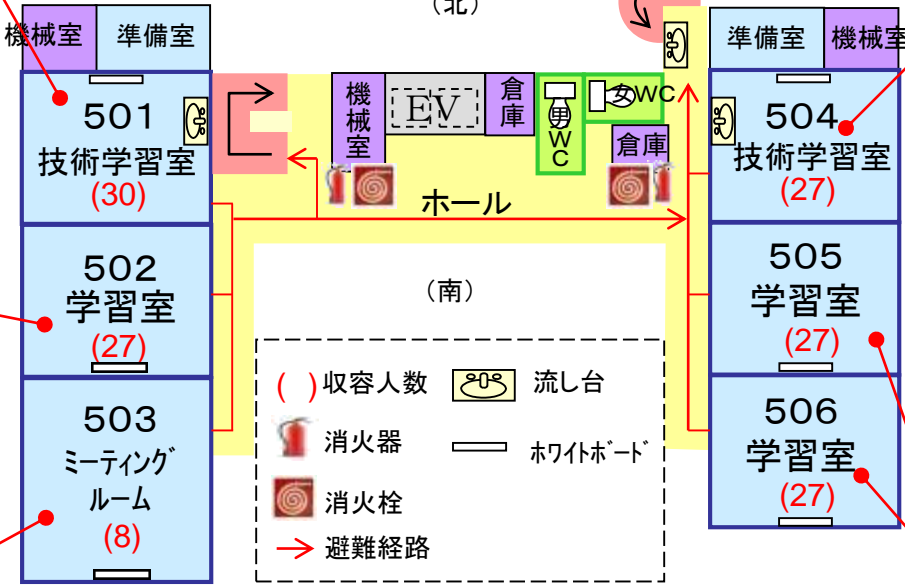 (北)
機械室
準備室
501
技術学習室
(30)
502
学習室
(27)
503
ミーティング
ルーム
(8)
機械室
EV
倉庫
男
WC
女WC
倉庫
ホール
(南)
準備室
機械室
504
技術学習室
(27)
505
学習室
(27)
506
学習室
(27)
( )収容人数
流し台
消火器
ホワイトボード
消火栓
避難経路